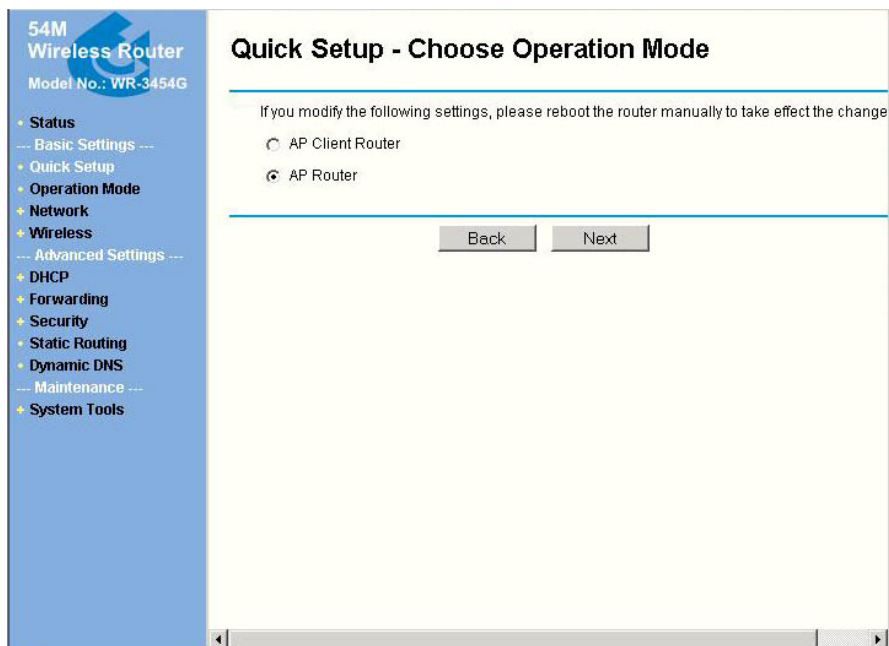 54M
Wireless Router
Model No.: WR-3454G
Status
--- Basic Settings ---
Quick Setup
Operation Mode
Network
Wireless
--- Advanced Settings ---
DHCP
Forwarding
Security
Static Routing
Dynamic DNS
--- Maintenance ---
System Tools
Quick Setup - Choose Operation Mode
If you modify the following settings, please reboot the router manually to take effect the change
AP Client Router
AP Router
Back Next